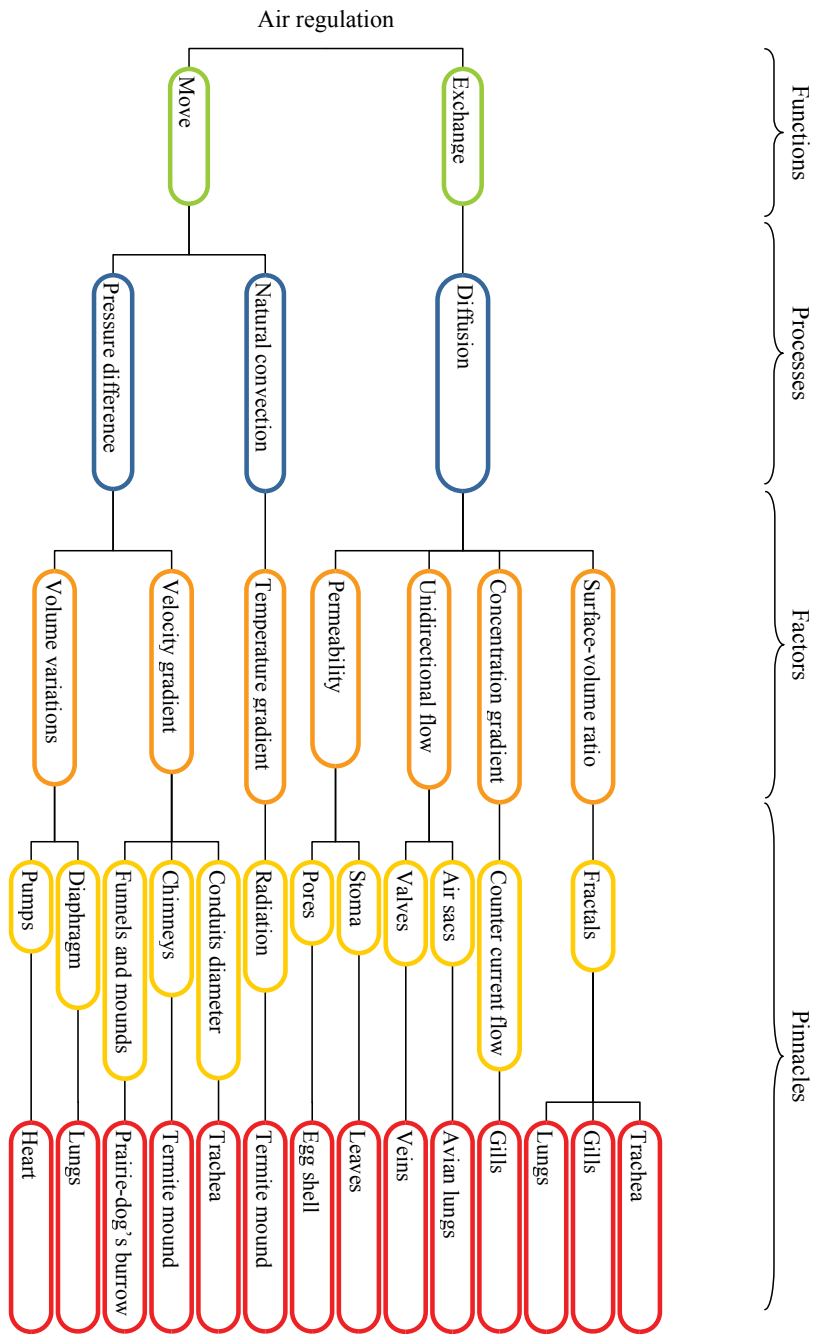 Air regulation
Functions
Processes
Factors
Pinnacles
Exchange
Move
Diffusion
Natural convection
Pressure difference
Surface-volume ratio
Concentration gradient
Unidirectional flow
Permeability
Temperature gradient
Velocity gradient
Volume variations
Fractals
Counter current flow
Air sacs
Valves
Stoma
Pores
Radiation
Conduits diameter
Chimneys
Funnels and mounds
Diaphragm
Pumps
Trachea
Gills
Lungs
Gills
Avian lungs
Veins
Leaves
Egg shell
Termite mound
Trachea
Termite mound
Prairie-dog’s burrow
Lungs
Heart